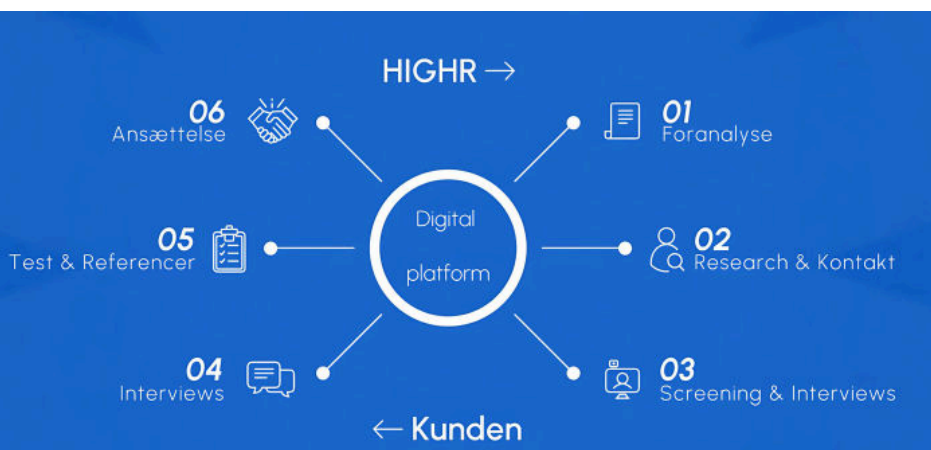 HIGHR →
01
Foranalyse
02
Research & Kontakt
03
Screening & Interviews
← Kunden
04
Interviews
05
Test & Referencer
06
Ansættelse
Digital
platform